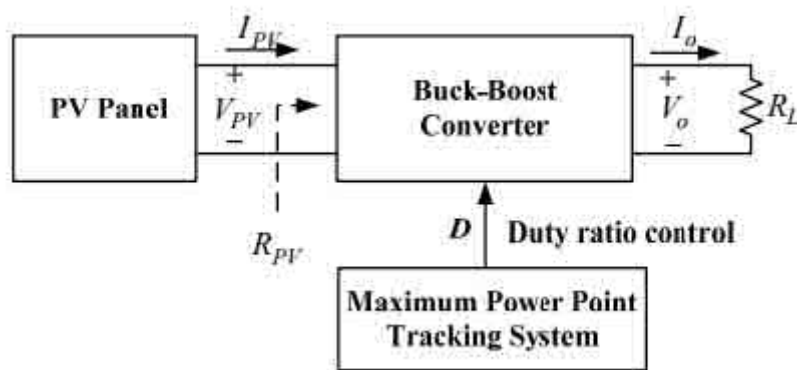 I_PV
I_o
PV Panel
+
V_PV
−
Buck-Boost
Converter
+
V_o
−
R_L
R_PV
D
Duty ratio control
Maximum Power Point
Tracking System